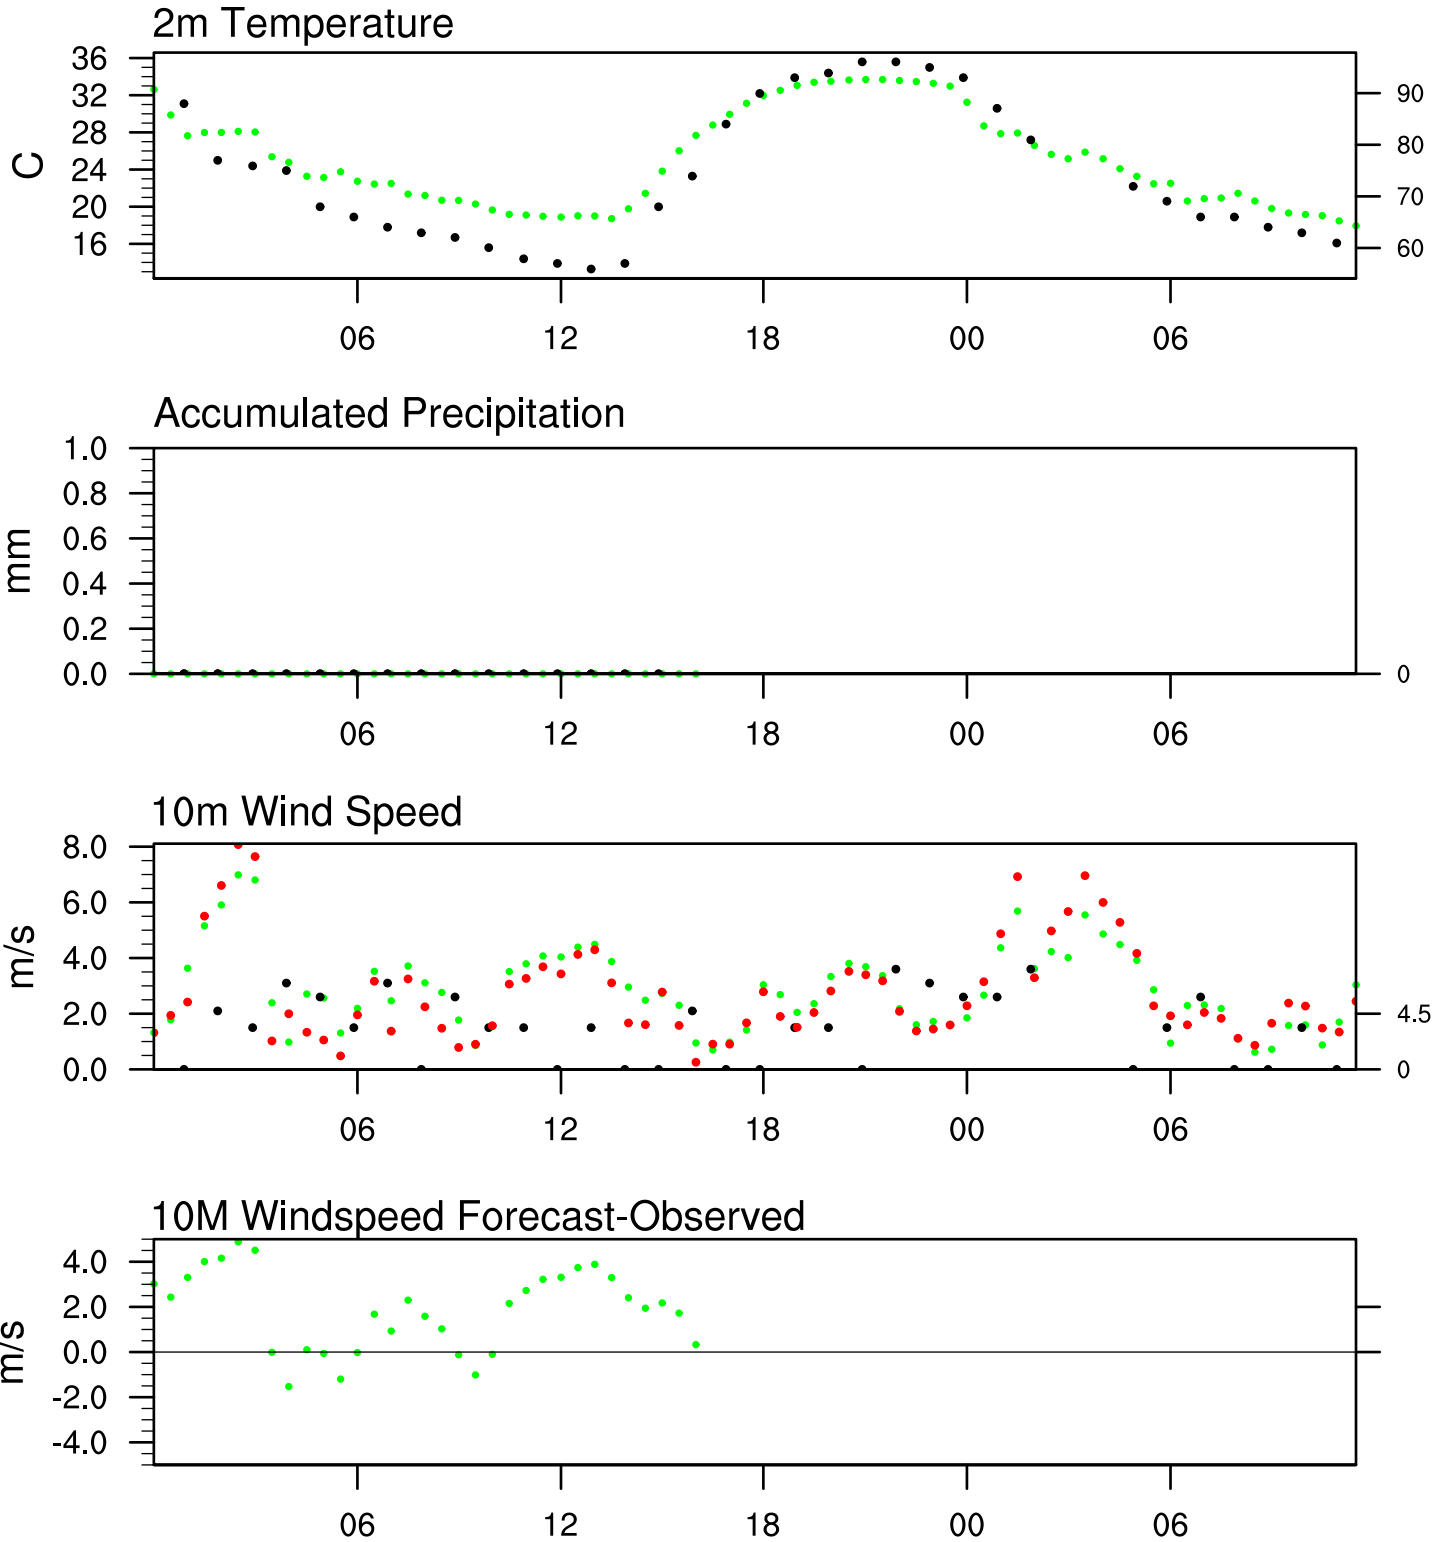 2m Temperature
36
32
28
24
20
16
C
90
80
70
60
06 12 18 00 06
Accumulated Precipitation
1.0
0.8
0.6
0.4
0.2
0.0
mm
0
06 12 18 00 06
10m Wind Speed
8.0
6.0
4.0
2.0
0.0
m/s
4.5
0
06 12 18 00 06
10M Windspeed Forecast-Observed
4.0
2.0
0.0
-2.0
-4.0
m/s
06 12 18 00 06